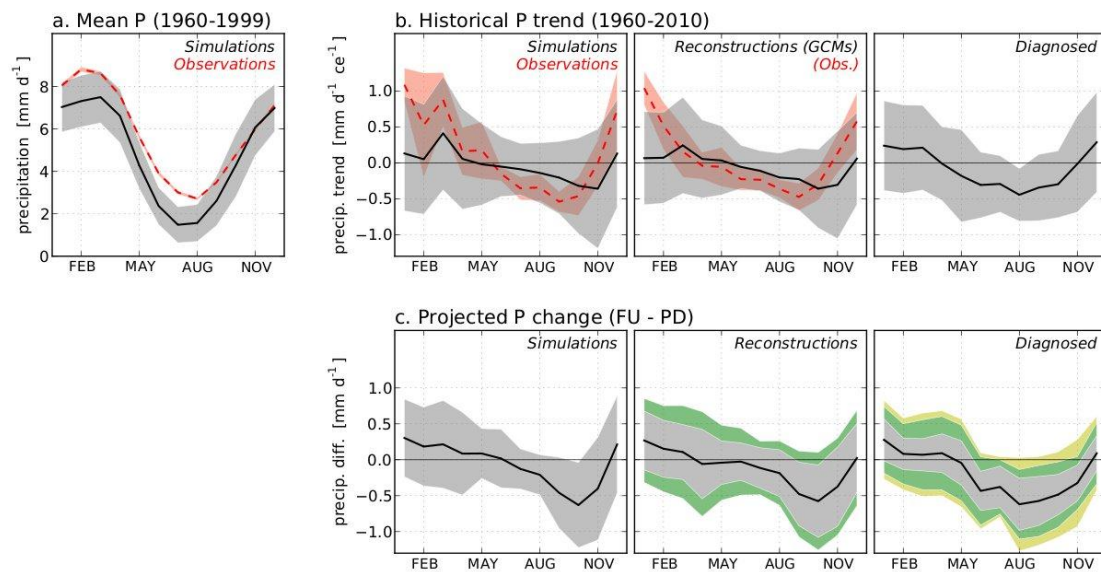 a. Mean P (1960-1999)
Simulations
Observations
precipitation [mm d⁻¹]
8
6
4
2
0
FEB MAY AUG NOV
b. Historical P trend (1960-2010)
Simulations
Observations
Reconstructions (GCMs)
(Obs.)
Diagnosed
precip. trend [mm d⁻¹ ce⁻¹]
1.0
0.5
0.0
−0.5
−1.0
FEB MAY AUG NOV
FEB MAY AUG NOV
FEB MAY AUG NOV
c. Projected P change (FU - PD)
Simulations
Reconstructions
Diagnosed
precip. diff. [mm d⁻¹]
1.0
0.5
0.0
−0.5
−1.0
FEB MAY AUG NOV
FEB MAY AUG NOV
FEB MAY AUG NOV